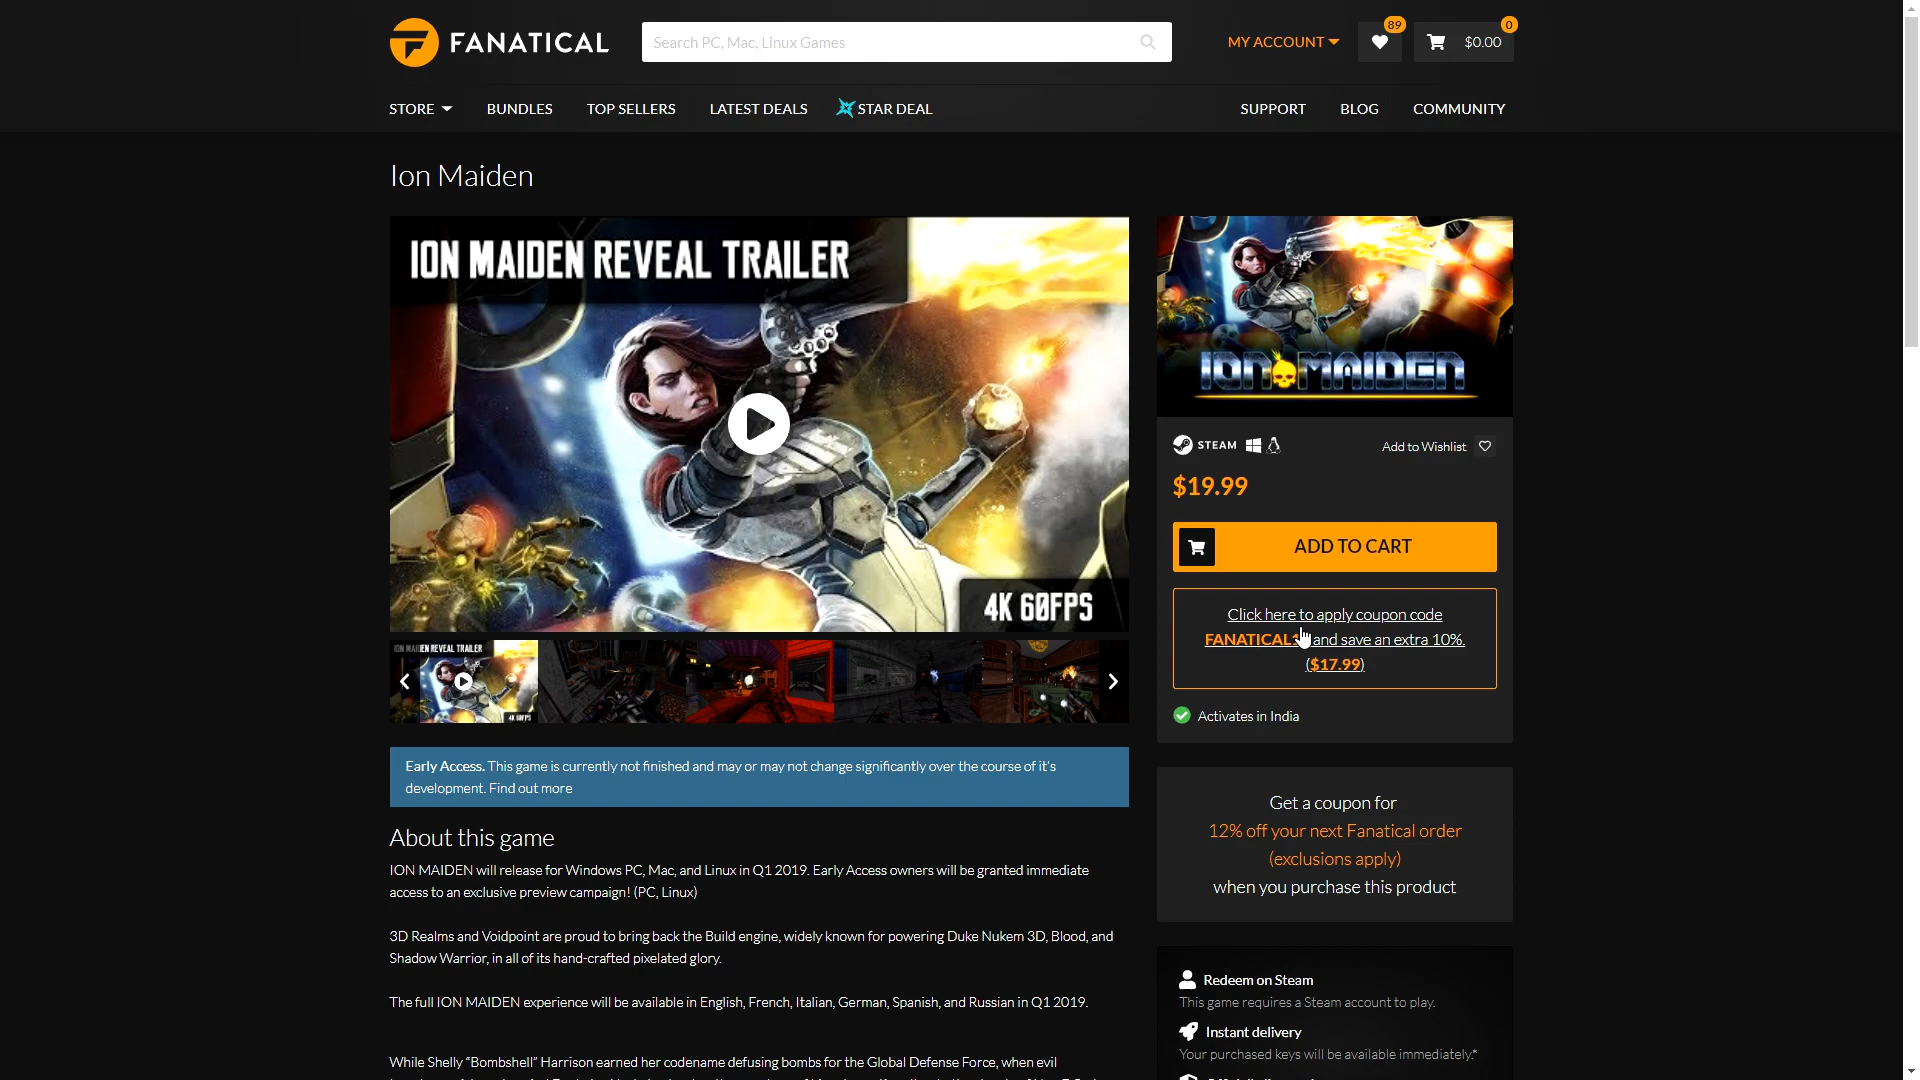 FANATICAL
Search PC, Mac, Linux Games
MY ACCOUNT
89
0
$0.00
STORE
BUNDLES
TOP SELLERS
LATEST DEALS
STAR DEAL
SUPPORT
BLOG
COMMUNITY
Ion Maiden
ION MAIDEN REVEAL TRAILER
4K 60FPS
ION MAIDEN REVEAL TRAILER
4K 60FPS
ION MAIDEN
STEAM
Add to Wishlist
$19.99
ADD TO CART
Click here to apply coupon code
and save an extra 10%.
($17.99)
Activates in India
Early Access. This game is currently not finished and may or may not change significantly over the course of it's
development. Find out more
About this game
ION MAIDEN will release for Windows PC, Mac, and Linux in Q1 2019. Early Access owners will be granted immediate
access to an exclusive preview campaign! (PC, Linux)
3D Realms and Voidpoint are proud to bring back the Build engine, widely known for powering Duke Nukem 3D, Blood, and
Shadow Warrior, in all of its hand-crafted pixelated glory.
The full ION MAIDEN experience will be available in English, French, Italian, German, Spanish, and Russian in Q1 2019.
While Shelly "Bombshell" Harrison earned her codename defusing bombs for the Global Defense Force, when evil
Get a coupon for
12% off your next Fanatical order
(exclusions apply)
when you purchase this product
Redeem on Steam
This game requires a Steam account to play.
Instant delivery
Your purchased keys will be available immediately.*